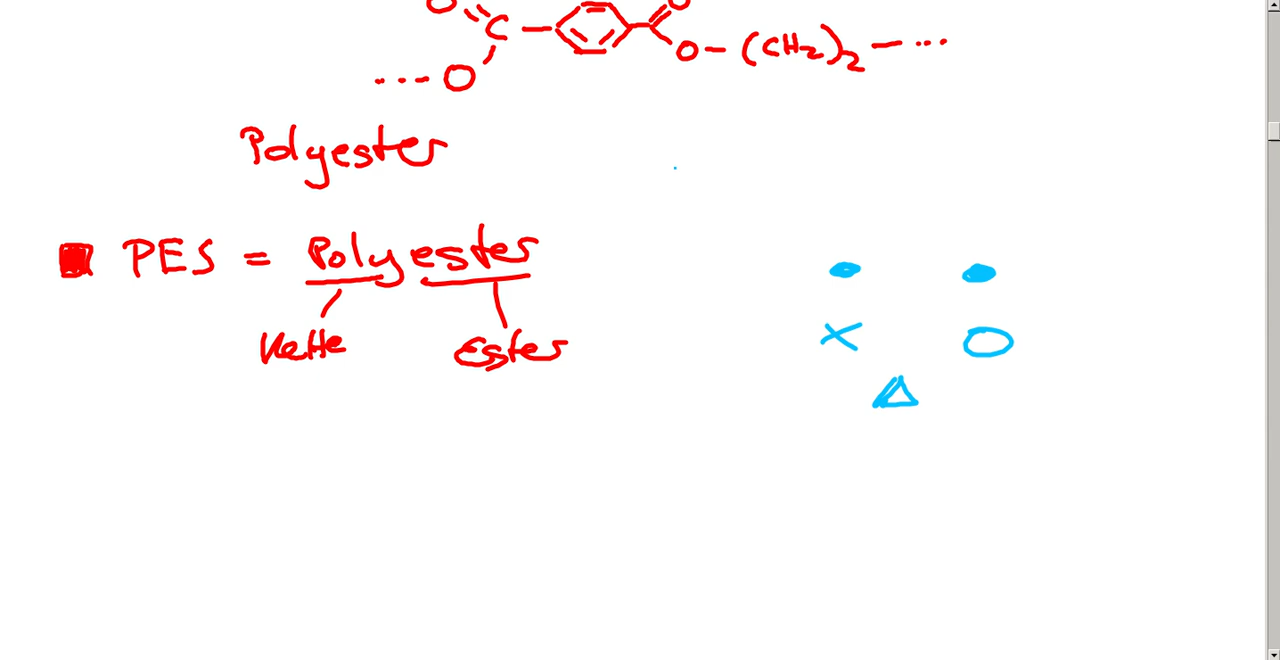 O C O
O O – (CH₂)₂ – ...
... O
Polyester
PES = Polyester
Kette Ester